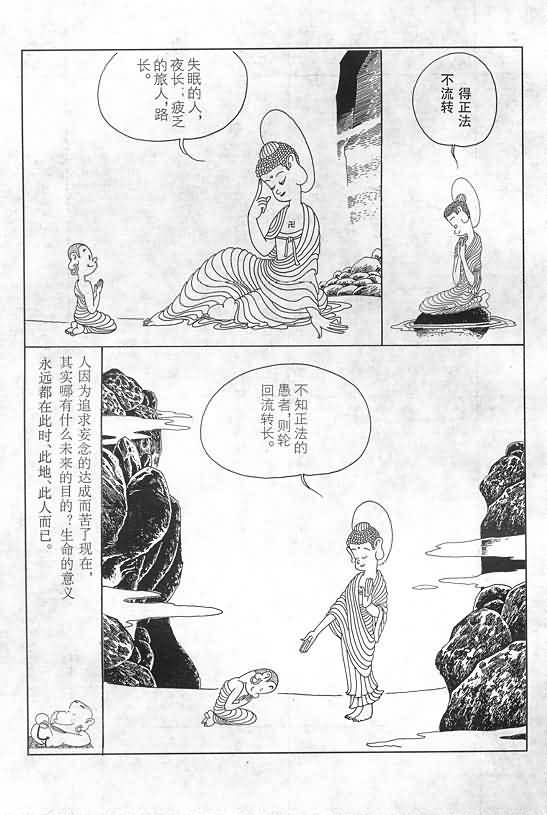 得正法
不流转
失眠的人，
夜长；疲乏
的旅人，路
长。
不知正法的
愚者，则轮
回流转长。
人因为追求妄念的达成而苦了现在，
其实哪有什么未来的目的？生命的意义
永远都在此时、此地、此人而已。